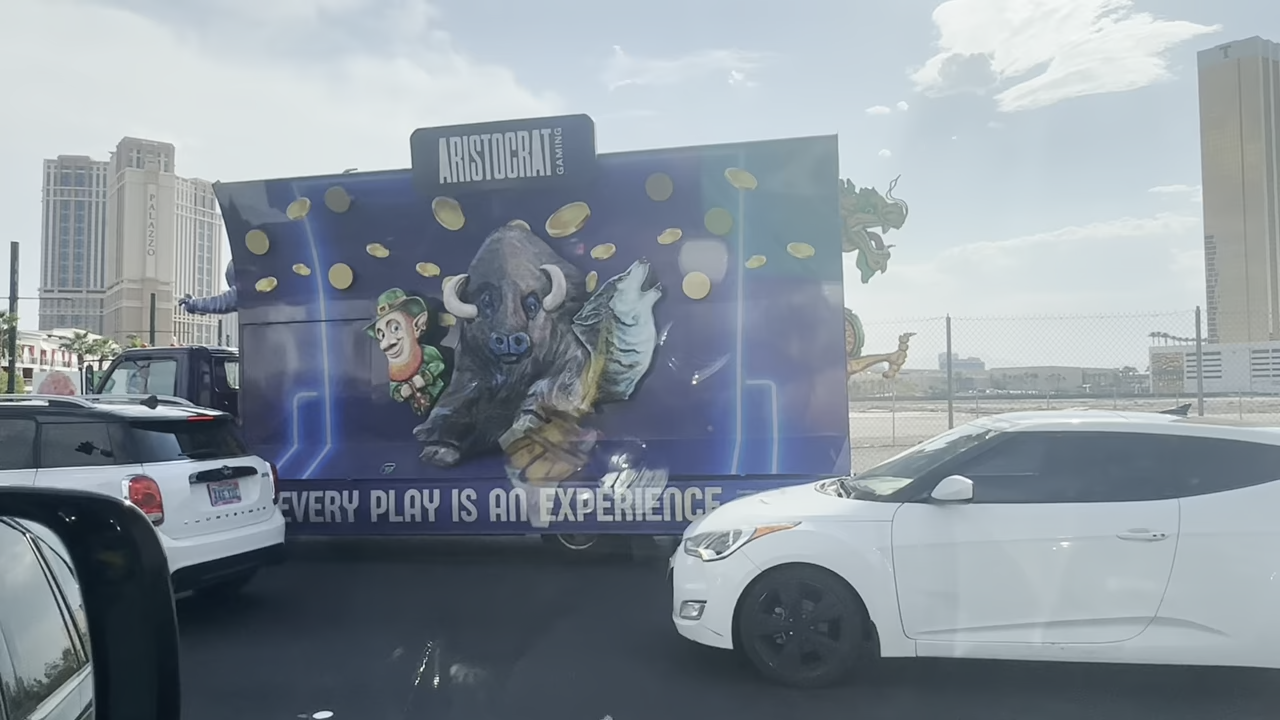 ARISTOCRAT
GAMING
PALAZZO
T
EVERY PLAY IS AN EXPERIENCE